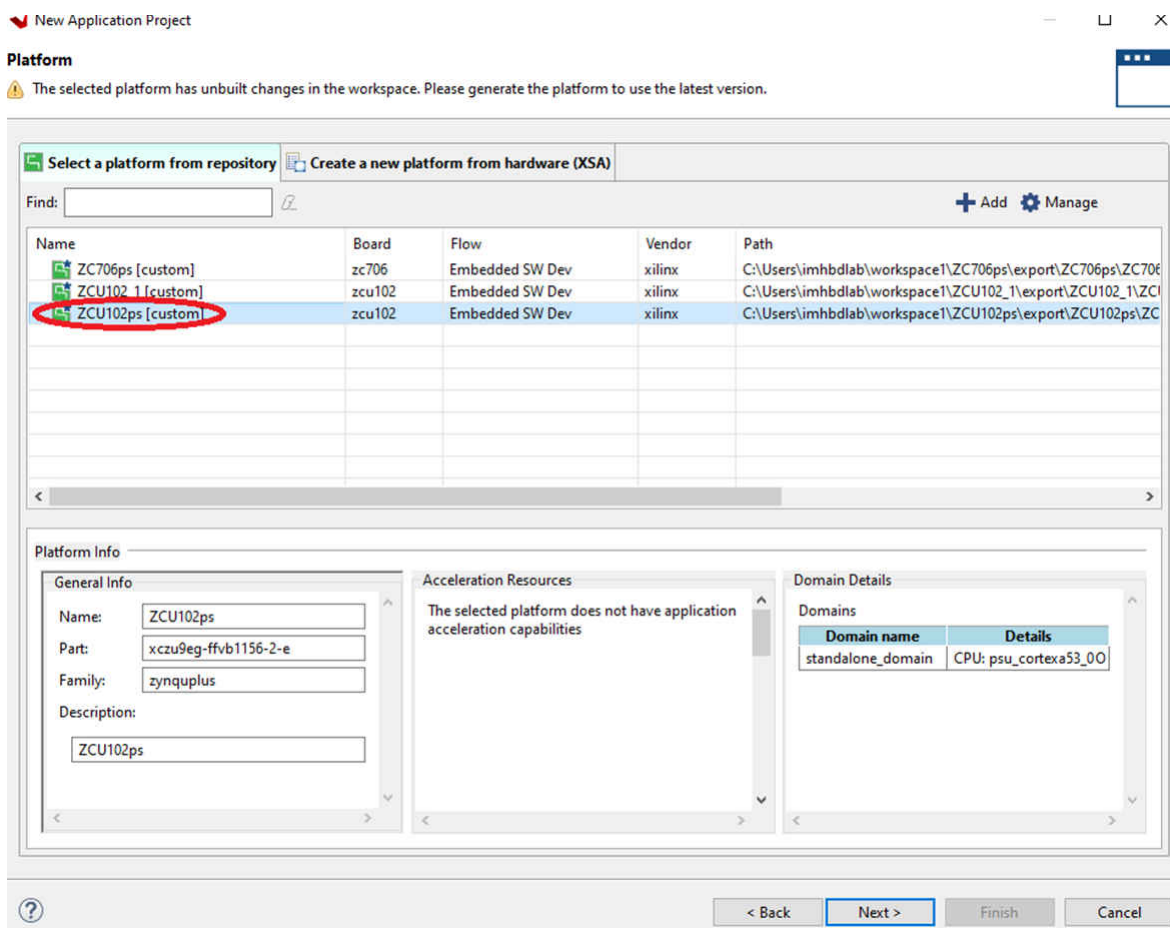 New Application Project
Platform
The selected platform has unbuilt changes in the workspace. Please generate the platform to use the latest version.
Select a platform from repository Create a new platform from hardware (XSA)
Find: Add Manage
Name Board Flow Vendor Path
ZC706ps [custom] zc706 Embedded SW Dev xilinx C:\Users\imhbdlab\workspace1\ZC706ps\export\ZC706ps\ZC706
ZCU102_1 [custom] zcu102 Embedded SW Dev xilinx C:\Users\imhbdlab\workspace1\ZCU102_1\export\ZCU102_1\ZCU
ZCU102ps [custom] zcu102 Embedded SW Dev xilinx C:\Users\imhbdlab\workspace1\ZCU102ps\export\ZCU102ps\ZC
Platform Info
General Info
Name: ZCU102ps
Part: xczu9eg-ffvb1156-2-e
Family: zynquplus
Description:
ZCU102ps
Acceleration Resources
The selected platform does not have application
acceleration capabilities
Domain Details
Domains
Domain name Details
standalone_domain CPU: psu_cortexa53_0O
? < Back Next > Finish Cancel